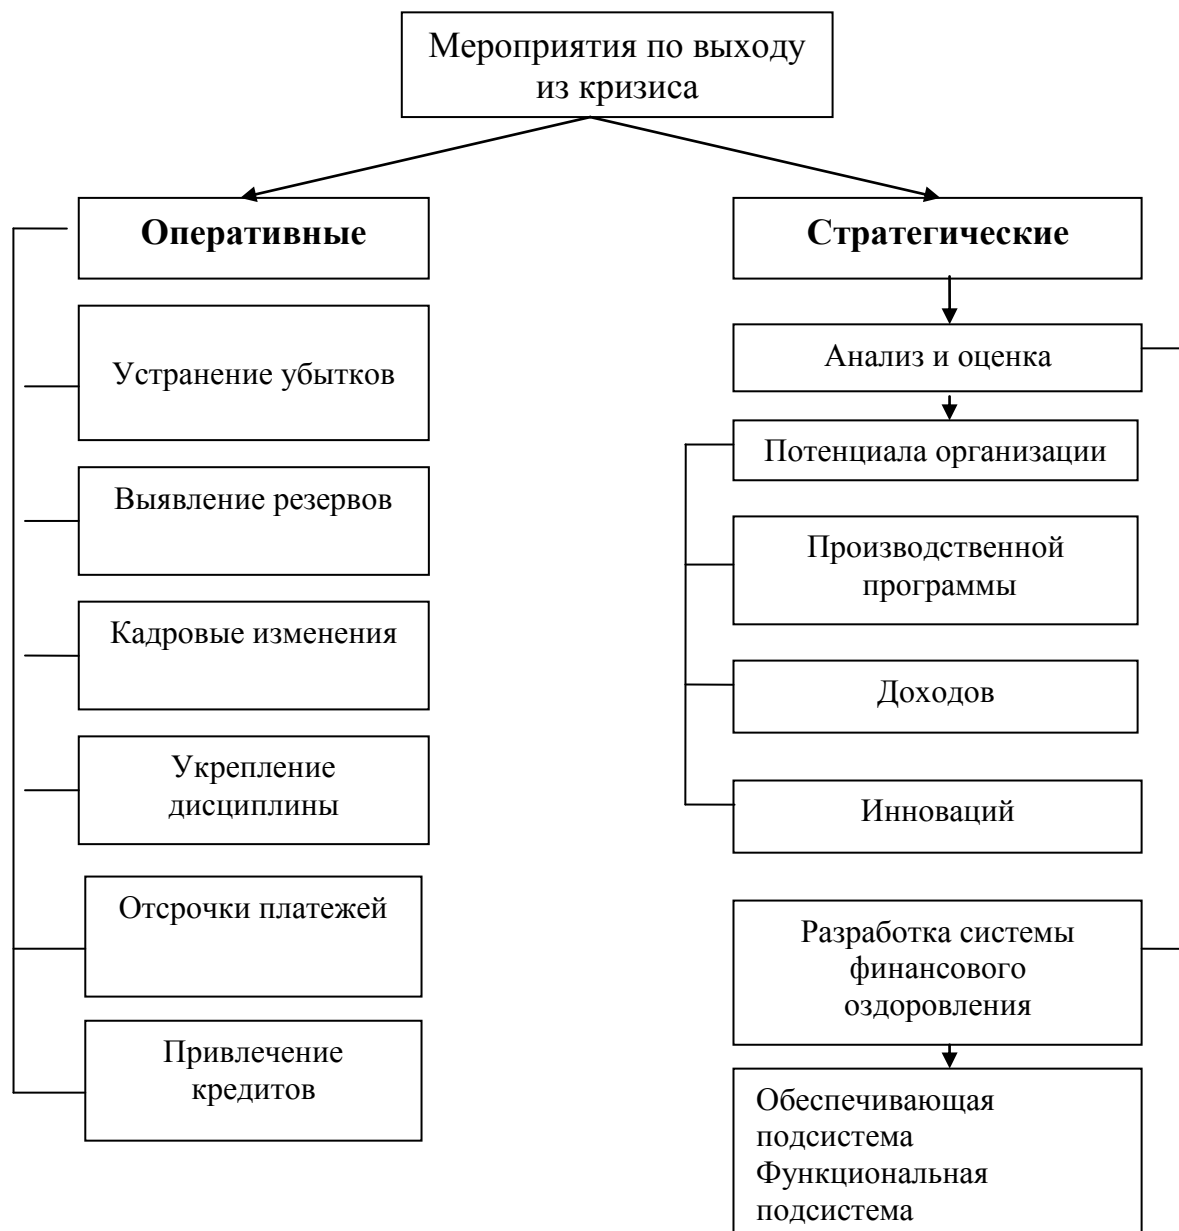 Мероприятия по выходу
из кризиса
Оперативные
Устранение убытков
Выявление резервов
Кадровые изменения
Укрепление
дисциплины
Отсрочки платежей
Привлечение
кредитов
Стратегические
Анализ и оценка
Потенциала организации
Производственной
программы
Доходов
Инноваций
Разработка системы
финансового
оздоровления
Обеспечивающая
подсистема
Функциональная
подсистема